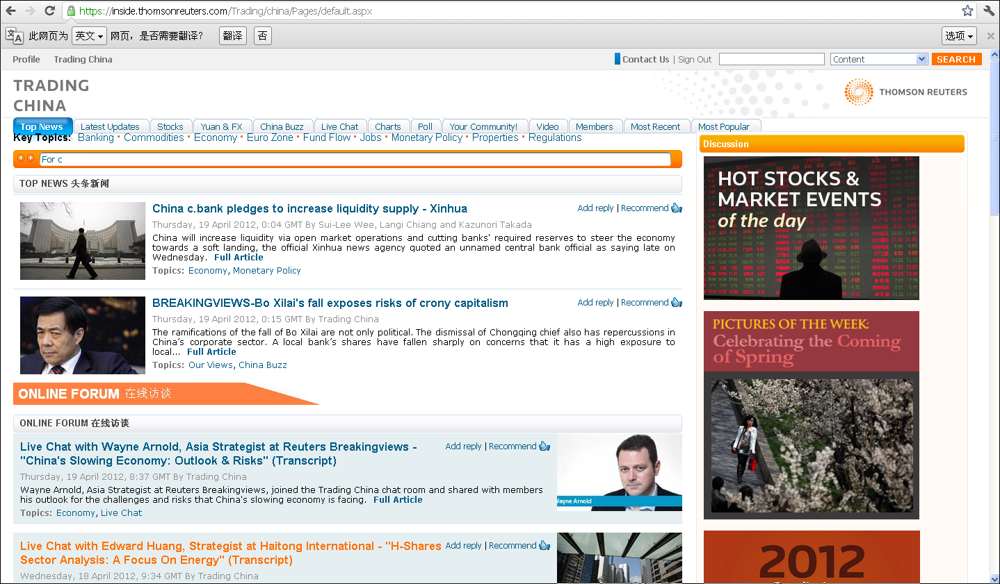 https://inside.thomsonreuters.com/Trading/china/Pages/default.aspx
此网页为 英文 网页，是否需要翻译？ 翻译 否 选项
Profile Trading China Contact Us | Sign Out Content SEARCH
TRADING
CHINA
THOMSON REUTERS
Top News Latest Updates Stocks Yuan & FX China Buzz Live Chat Charts Poll Your Community! Video Members Most Recent Most Popular
Key Topics: Banking • Commodities • Economy • Euro Zone • Fund Flow • Jobs • Monetary Policy • Properties • Regulations
For c
TOP NEWS 头条新闻
China c.bank pledges to increase liquidity supply - Xinhua
Add reply | Recommend
Thursday, 19 April 2012, 0:04 GMT By Sui-Lee Wee, Langi Chiang and Kazunori Takada
China will increase liquidity via open market operations and cutting banks' required reserves to steer the economy
towards a soft landing, the official Xinhua news agency quoted an unnamed central bank official as saying late on
Wednesday. Full Article
Topics: Economy, Monetary Policy
BREAKINGVIEWS-Bo Xilai's fall exposes risks of crony capitalism
Add reply | Recommend
Thursday, 19 April 2012, 0:15 GMT By Trading China
The ramifications of the fall of Bo Xilai are not only political. The dismissal of Chongqing chief also has repercussions in
China's corporate sector. A local bank's shares have fallen sharply on concerns that it has a high exposure to
local... Full Article
Topics: Our Views, China Buzz
ONLINE FORUM 在线访谈
ONLINE FORUM 在线访谈
Live Chat with Wayne Arnold, Asia Strategist at Reuters Breakingviews -
"China's Slowing Economy: Outlook & Risks" (Transcript)
Add reply | Recommend
Thursday, 19 April 2012, 8:37 GMT By Trading China
Wayne Arnold, Asia Strategist at Reuters Breakingviews, joined the Trading China chat room and shared with members
his outlook for the challenges and risks that China's slowing economy is facing. Full Article
Topics: Economy, Live Chat
Wayne Arnold
Live Chat with Edward Huang, Strategist at Haitong International - "H-Shares
Sector Analysis: A Focus On Energy" (Transcript)
Add reply | Recommend
Wednesday, 18 April 2012, 9:34 GMT By Trading China
Discussion
HOT STOCKS &
MARKET EVENTS
of the day
PICTURES OF THE WEEK:
Celebrating the Coming
of Spring
2012